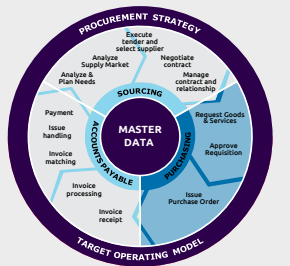 PROCUREMENT STRATEGY
Execute
tender and
select supplier
Analyze
Supply Market
Negotiate
contract
Analyze &
Plan Needs
Manage
contract and
relationship
SOURCING
Payment
Request Goods
& Services
Issue
handling
MASTER
DATA
ACCOUNTS PAYABLE
PURCHASING
Approve
Requisition
Invoice
matching
Invoice
processing
Issue
Purchase Order
Invoice
receipt
TARGET OPERATING MODEL